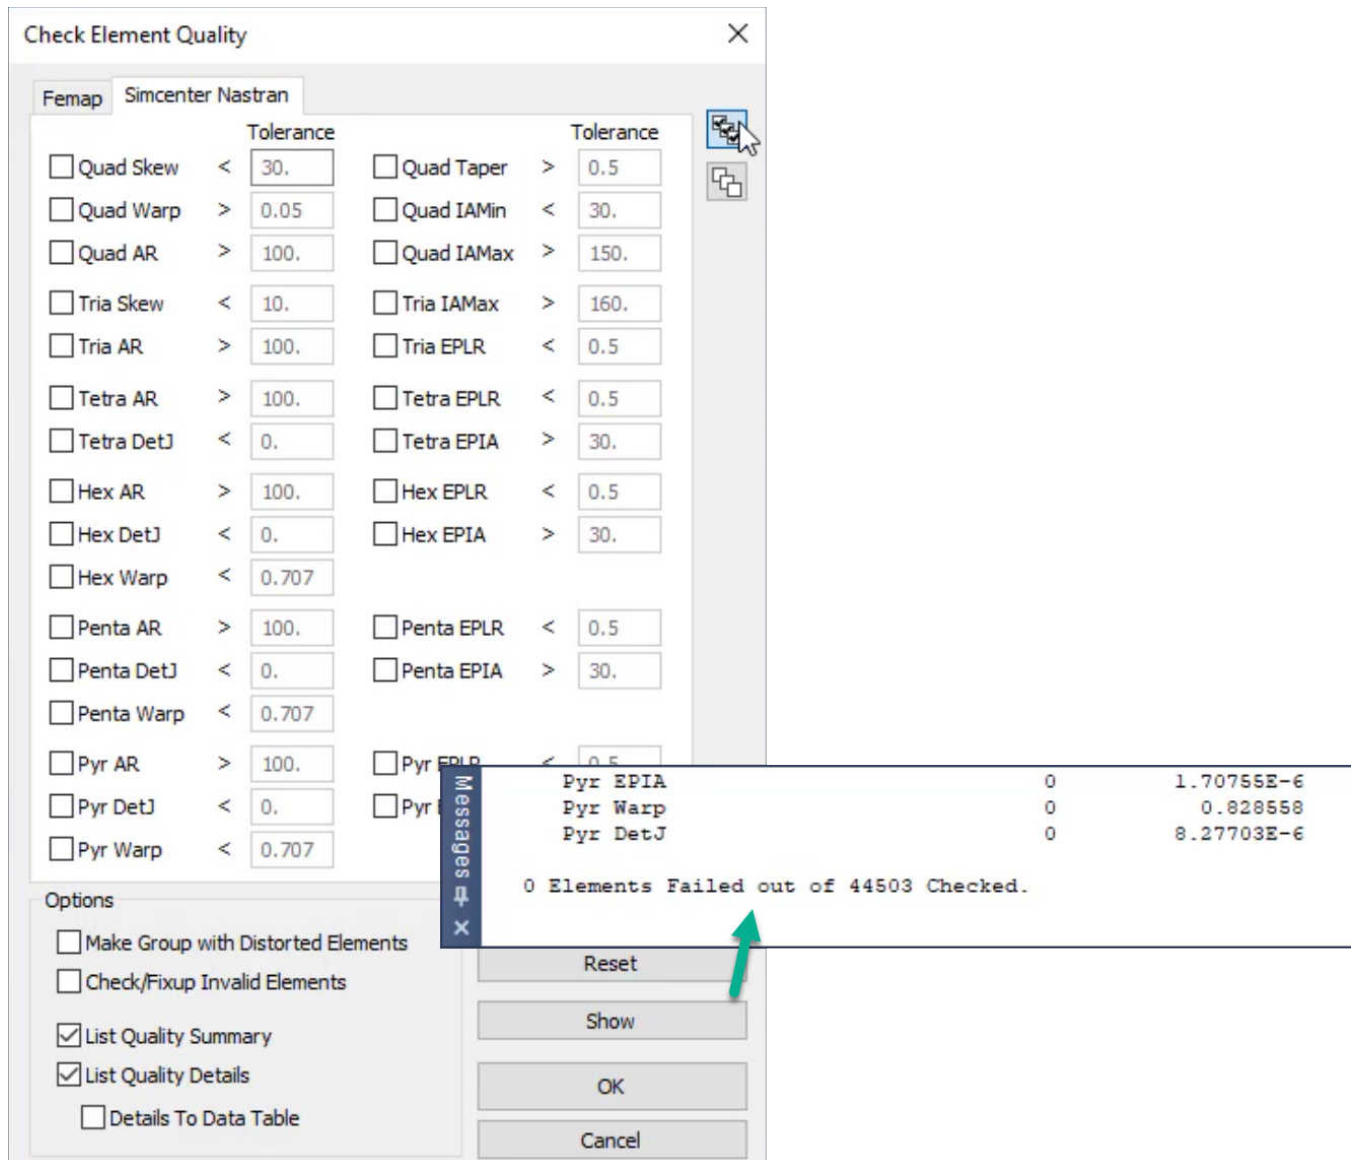 Check Element Quality
Femap Simcenter Nastran
Tolerance Tolerance
Quad Skew < 30. Quad Taper > 0.5
Quad Warp > 0.05 Quad IAMin < 30.
Quad AR > 100. Quad IAMax > 150.
Tria Skew < 10. Tria IAMax > 160.
Tria AR > 100. Tria EPLR < 0.5
Tetra AR > 100. Tetra EPLR < 0.5
Tetra DetJ < 0. Tetra EPIA > 30.
Hex AR > 100. Hex EPLR < 0.5
Hex DetJ < 0. Hex EPIA > 30.
Hex Warp < 0.707
Penta AR > 100. Penta EPLR < 0.5
Penta DetJ < 0. Penta EPIA > 30.
Penta Warp < 0.707
Pyr AR > 100. Pyr EPLR < 0.5
Pyr DetJ < 0. Pyr
Pyr Warp < 0.707
Messages
Pyr EPIA 0 1.70755E-6
Pyr Warp 0 0.828558
Pyr DetJ 0 8.27703E-6
0 Elements Failed out of 44503 Checked.
Options
Make Group with Distorted Elements
Check/Fixup Invalid Elements
List Quality Summary
List Quality Details
Details To Data Table
Reset
Show
OK
Cancel